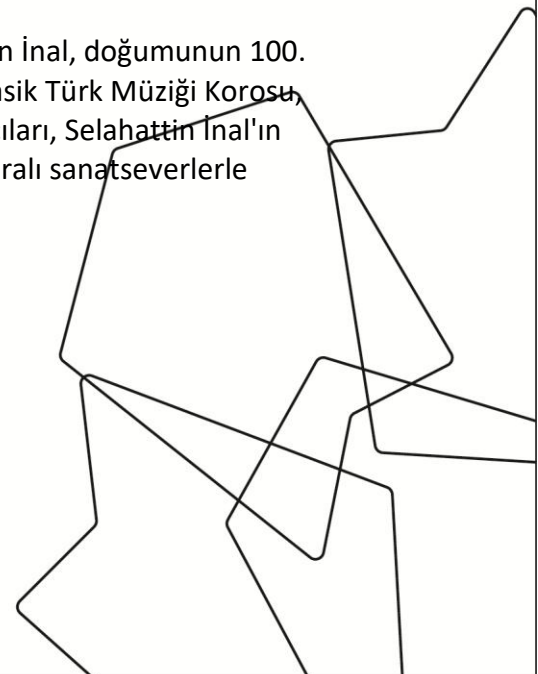 n İnal, doğumunun 100.
sik Türk Müziği Korosu,
ıları, Selahattin İnal'ın
ralı sanatseverlerle